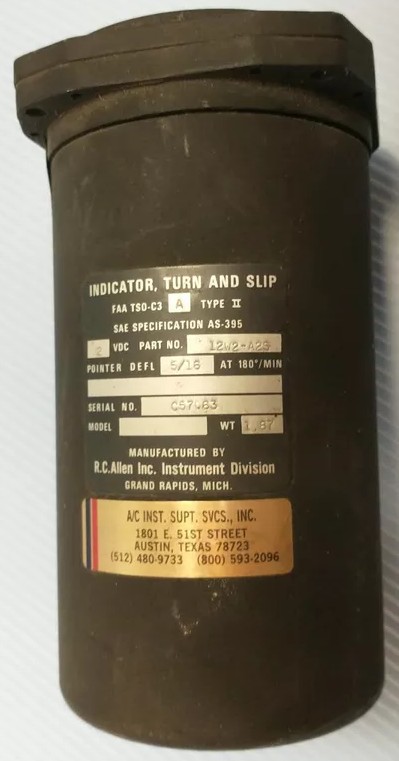 INDICATOR, TURN AND SLIP
FAA TSO-C3 A TYPE II
SAE SPECIFICATION AS-395
VDC PART NO.
POINTER DEFL 5/16 AT 180°/MIN
SERIAL NO.
MODEL WT
MANUFACTURED BY
R.C.Allen Inc. Instrument Division
GRAND RAPIDS, MICH.
A/C INST. SUPT. SVCS., INC.
1801 E. 51ST STREET
AUSTIN, TEXAS 78723
(512) 480-9733 (800) 593-2096